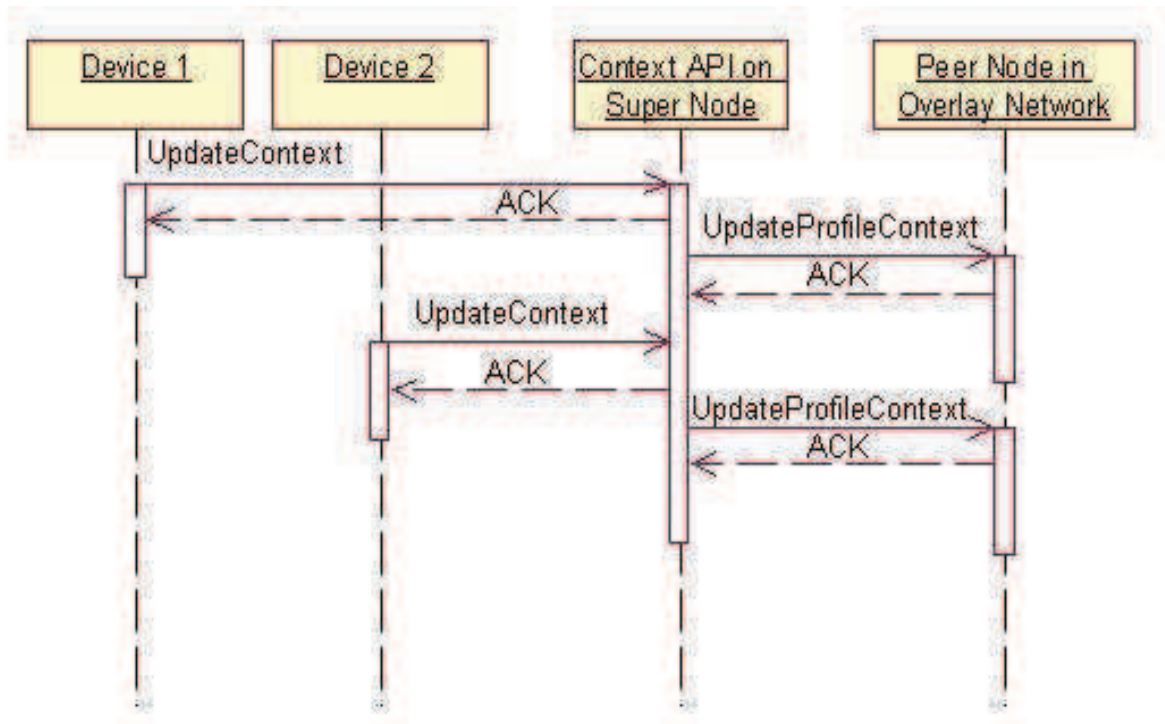 Device 1
Device 2
Context API on
Super Node
Peer Node in
Overlay Network
UpdateContext
ACK
UpdateProfileContext
ACK
UpdateContext
ACK
UpdateProfileContext
ACK